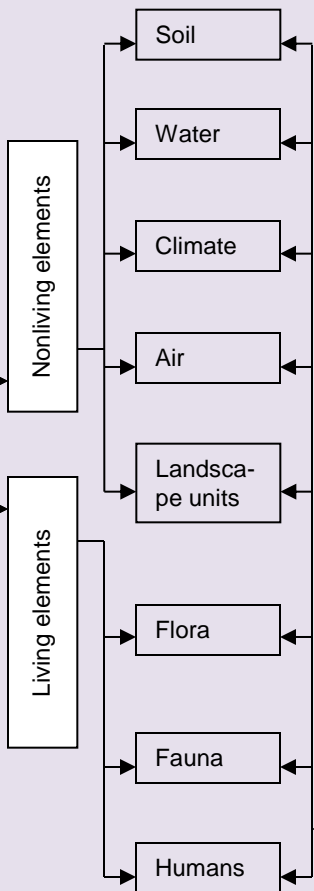 Nonliving elements
Soil
Water
Climate
Air
Landsca-
pe units
Living elements
Flora
Fauna
Humans